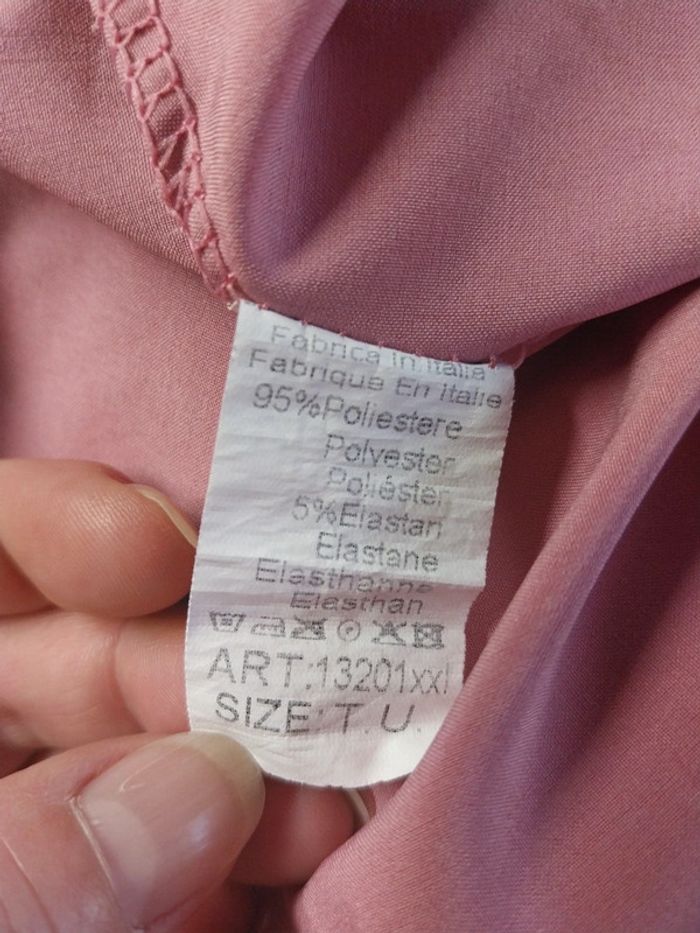 Fabrica In Italia
Fabrique En Italie
95%Poliestere
Polyester
Poliéster
5%Elastan
Elastane
Elasthanne
Elasthan
ART:13201xxl
SIZE: T.U.